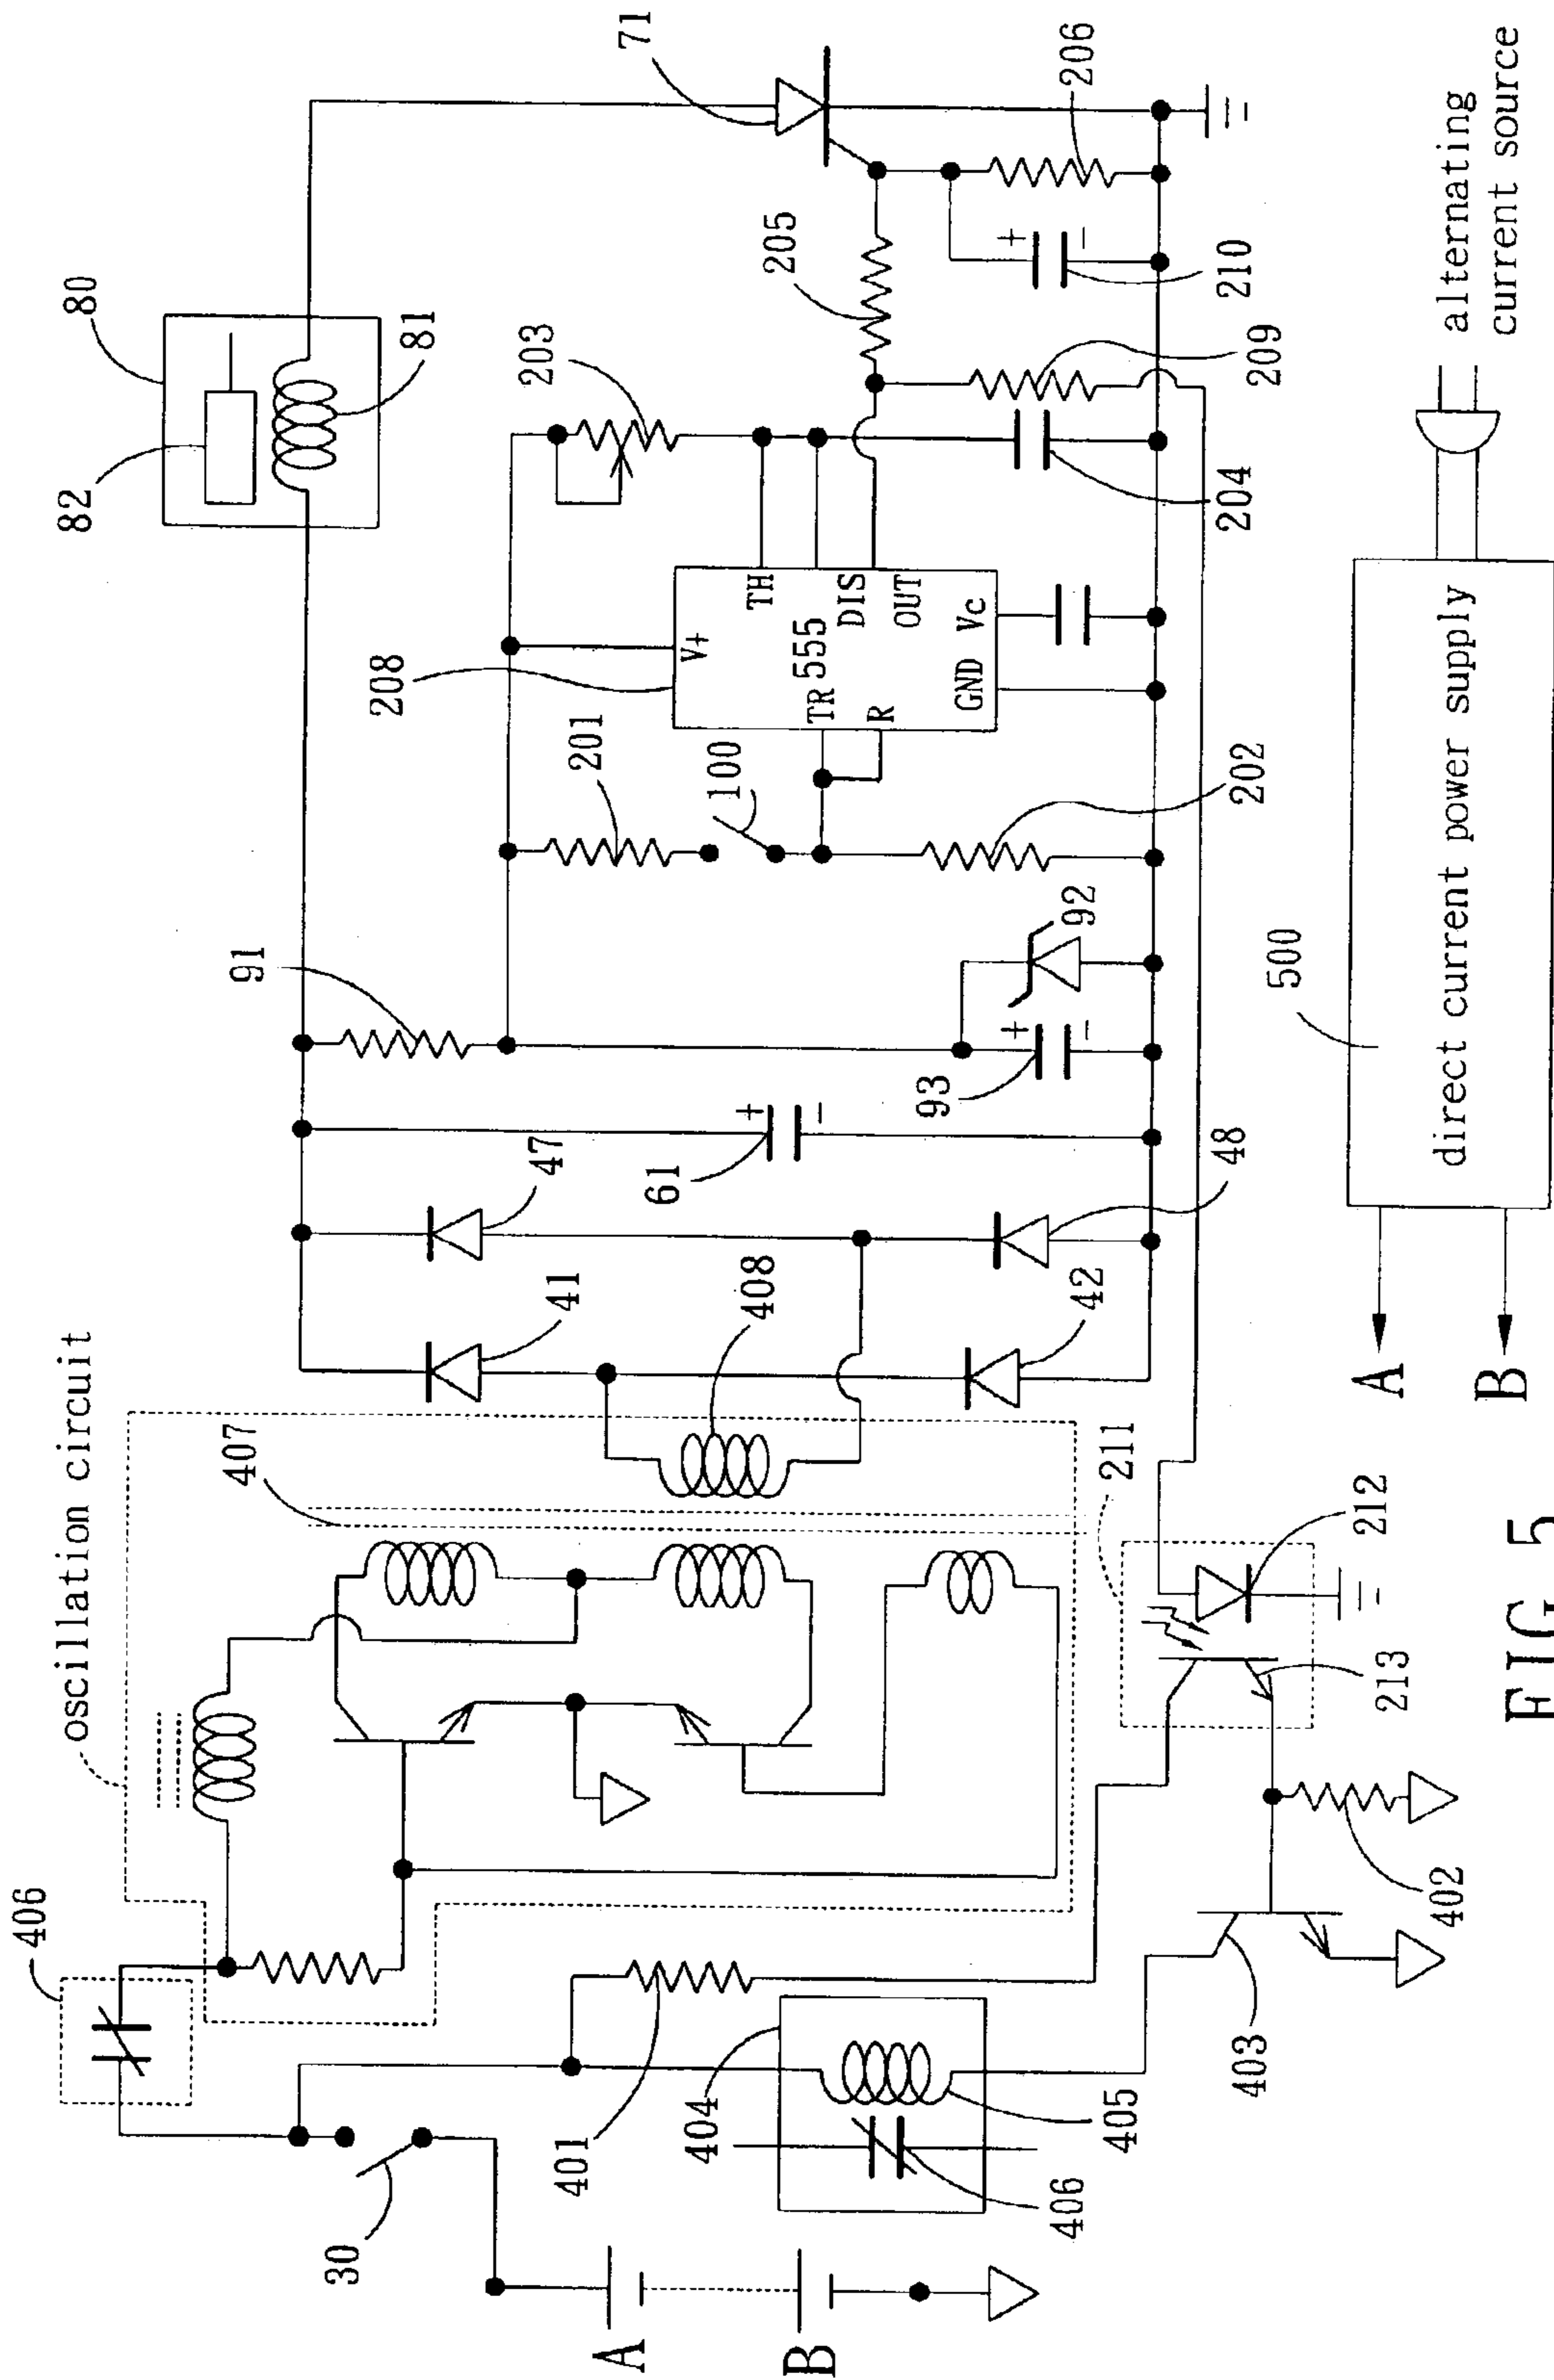 oscillation circuit
406
407
30
A
B
401
404
405
406
403
402
213
212
211
408
41
42
47
48
61
91
93
92
208
201
100
202
V+
TH
TR 555
DIS
R
OUT
GND Vc
82
80
81
203
205
204
209
210
71
206
A
B
500
direct current power supply
alternating
current source
+
-
+
-
+
-
FIG. 5